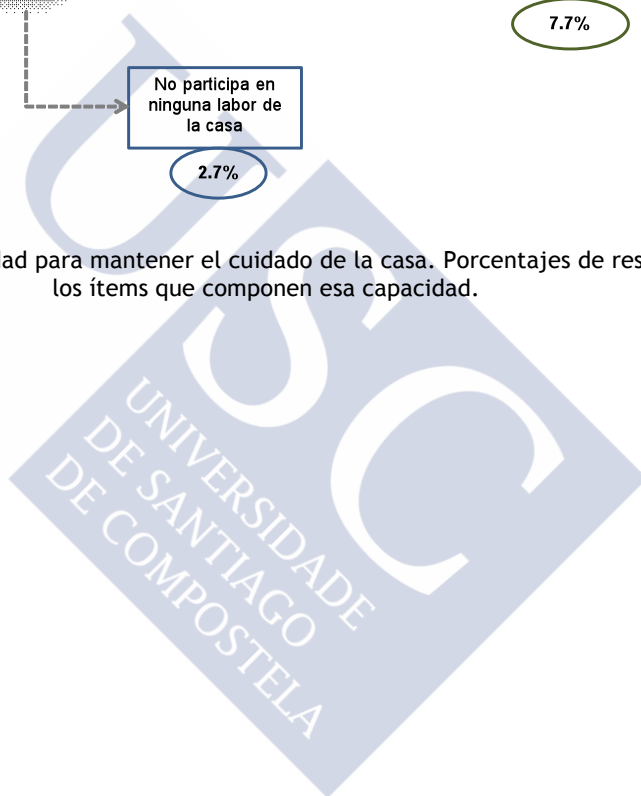 7.7%
No participa en
ninguna labor de
la casa
2.7%
dad para mantener el cuidado de la casa. Porcentajes de res
los ítems que componen esa capacidad.
USC
UNIVERSIDADE
DE SANTIAGO
DE COMPOSTELA